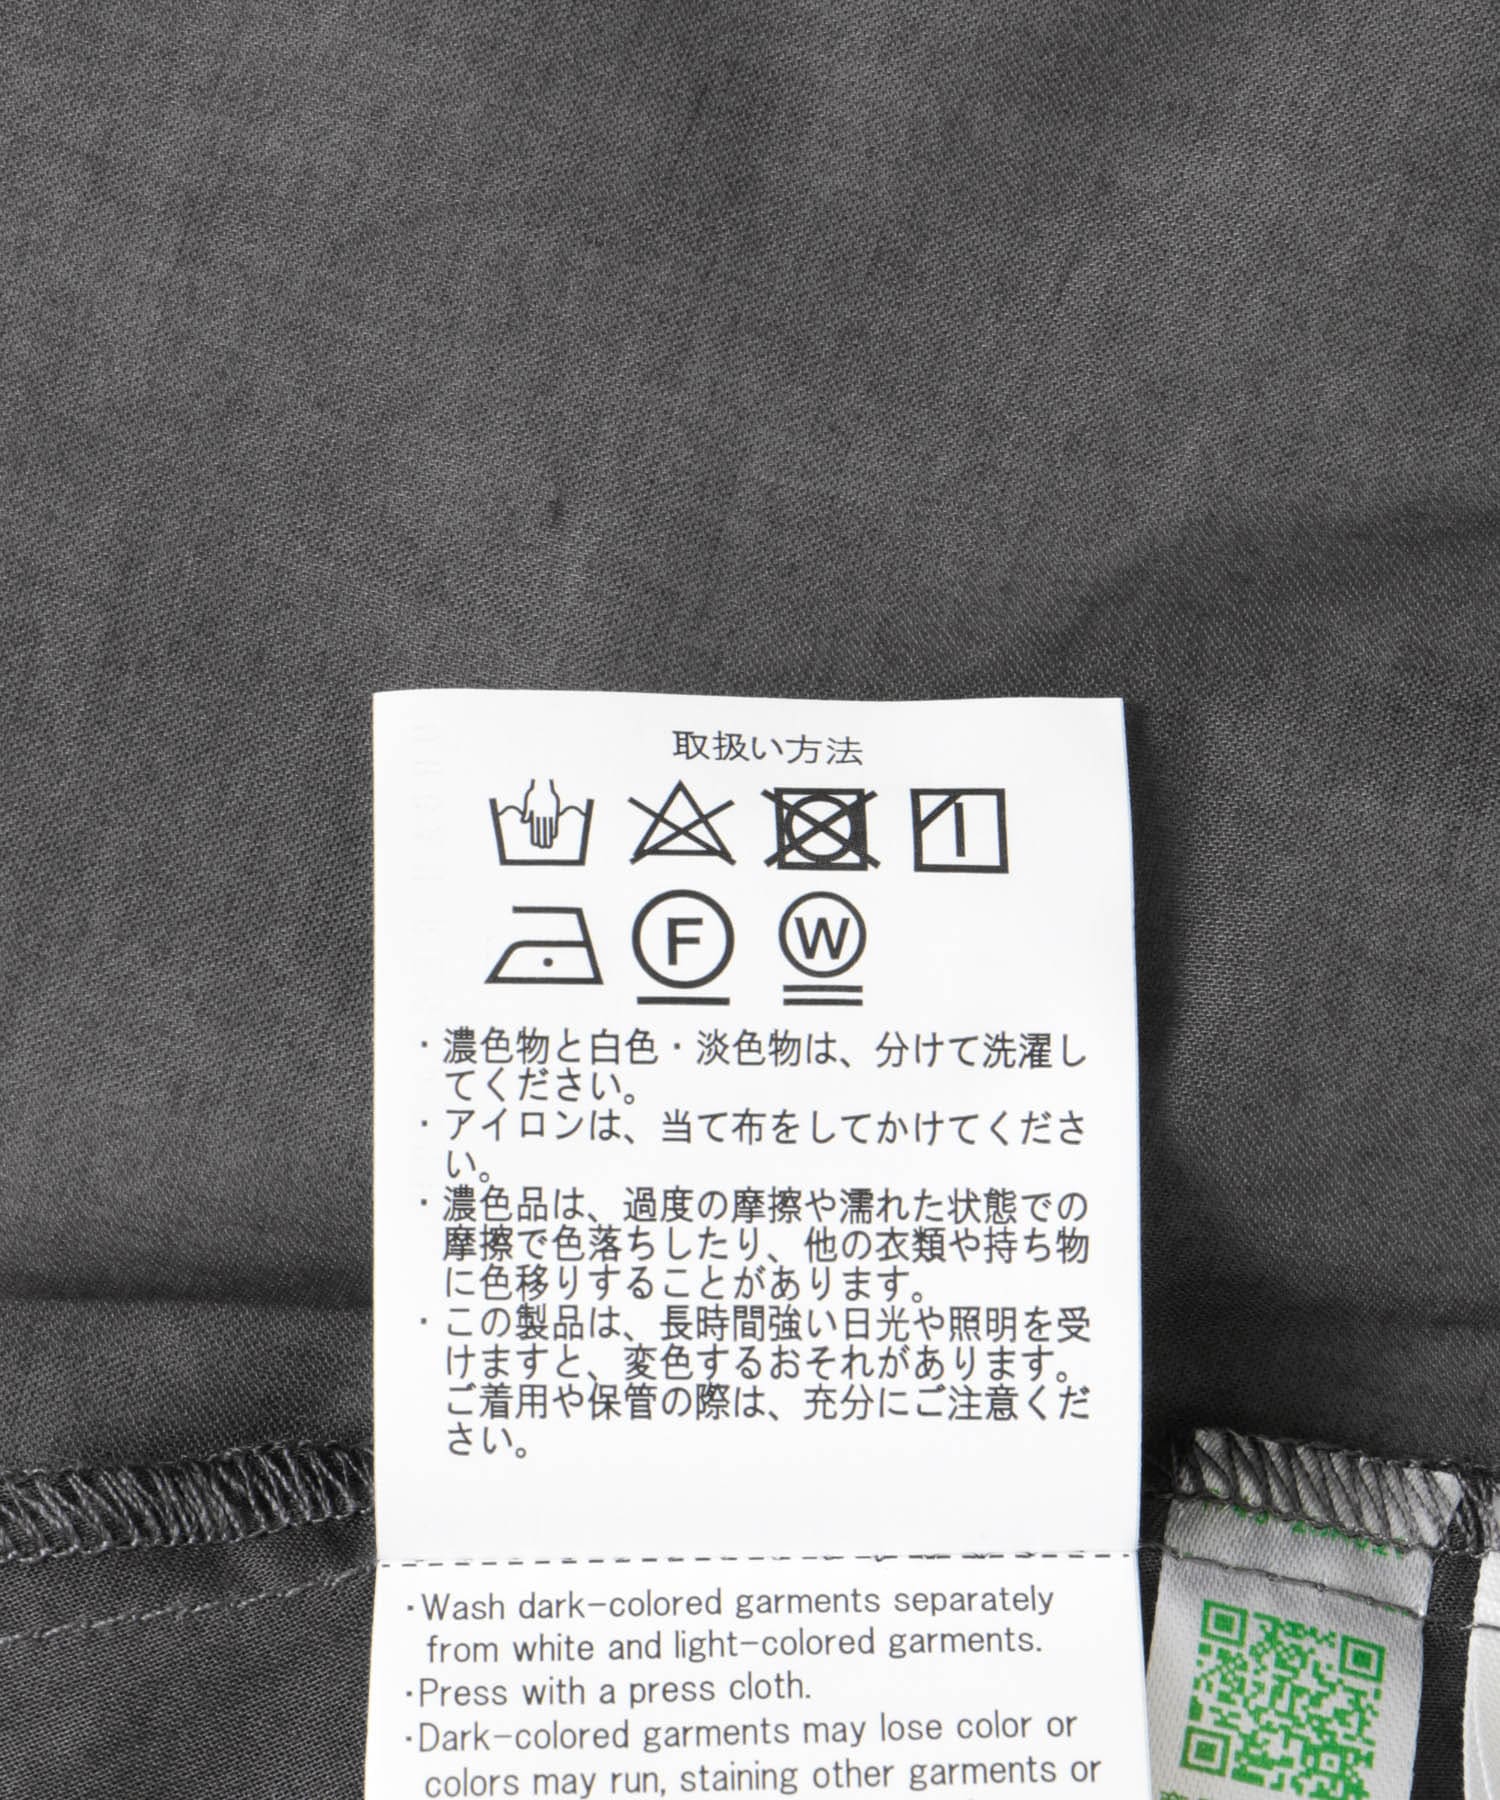 取扱い方法
F W
・濃色物と白色・淡色物は、分けて洗濯し
てください。
・アイロンは、当て布をしてかけてくださ
い。
・濃色品は、過度の摩擦や濡れた状態での
摩擦で色落ちしたり、他の衣類や持ち物
に色移りすることがあります。
・この製品は、長時間強い日光や照明を受
けますと、変色するおそれがあります。
ご着用や保管の際は、充分にご注意くだ
さい。
・Wash dark-colored garments separately
from white and light-colored garments.
・Press with a press cloth.
・Dark-colored garments may lose color or
colors may run, staining other garments or